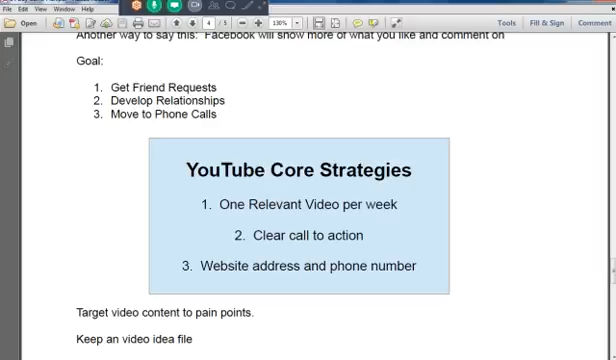 File Edit View Window Help
Open 4 / 5 130% Tools Fill & Sign Comment
Another way to say this: Facebook will show more of what you like and comment on
Goal:
1. Get Friend Requests
2. Develop Relationships
3. Move to Phone Calls
YouTube Core Strategies
1. One Relevant Video per week
2. Clear call to action
3. Website address and phone number
Target video content to pain points.
Keep an video idea file